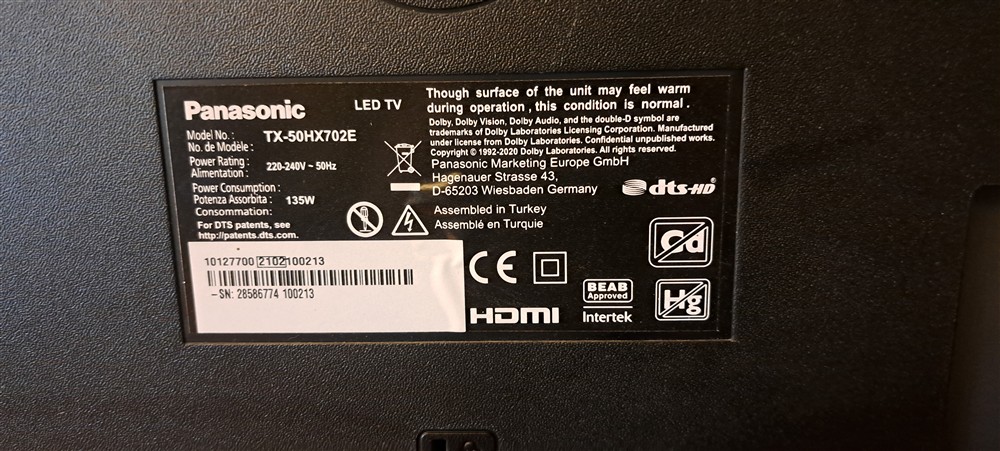 Panasonic
LED TV
Model No. :
No. de Modèle :
TX-50HX702E
Power Rating :
Alimentation :
220-240V ~ 50Hz
Power Consumption :
Potenza Assorbita :
Consommation:
135W
For DTS patents, see
http://patents.dts.com.
Though surface of the unit may feel warm
during operation , this condition is normal .
Dolby, Dolby Vision, Dolby Audio, and the double-D symbol are
trademarks of Dolby Laboratories Licensing Corporation. Manufactured
under license from Dolby Laboratories. Confidential unpublished works.
Copyright © 1992-2020 Dolby Laboratories. All rights reserved.
Panasonic Marketing Europe GmbH
Hagenauer Strasse 43,
D-65203 Wiesbaden Germany
dts-HD
Assembled in Turkey
Assemblé en Turquie
10127700 2102 100213
-SN: 28586774 100213
CE
HDMI
BEAB
Approved
Intertek
Cd
Hg